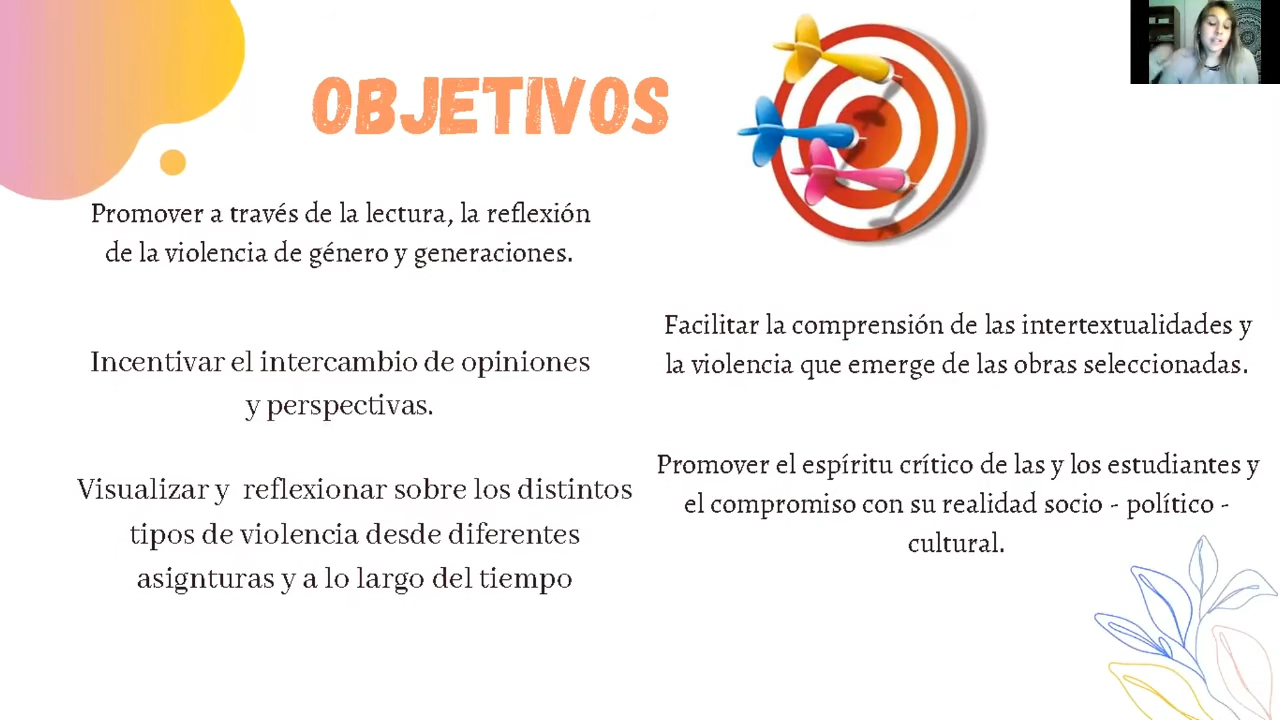 OBJETIVOS
Promover a través de la lectura, la reflexión
de la violencia de género y generaciones.
Incentivar el intercambio de opiniones
y perspectivas.
Visualizar y reflexionar sobre los distintos
tipos de violencia desde diferentes
asignturas y a lo largo del tiempo
Facilitar la comprensión de las intertextualidades y
la violencia que emerge de las obras seleccionadas.
Promover el espíritu crítico de las y los estudiantes y
el compromiso con su realidad socio - político -
cultural.